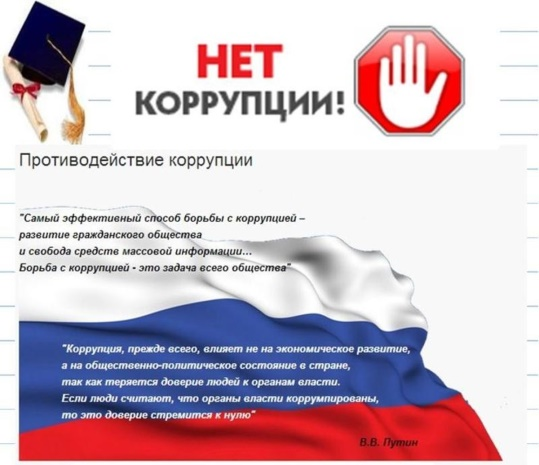 НЕТ
КОРРУПЦИИ!
Противодействие коррупции
"Самый эффективный способ борьбы с коррупцией –
развитие гражданского общества
и свобода средств массовой информации...
Борьба с коррупцией - это задача всего общества"
"Коррупция, прежде всего, влияет не на экономическое развитие,
а на общественно-политическое состояние в стране,
так как теряется доверие людей к органам власти.
Если люди считают, что органы власти коррумпированы,
то это доверие стремится к нулю"
В.В. Путин